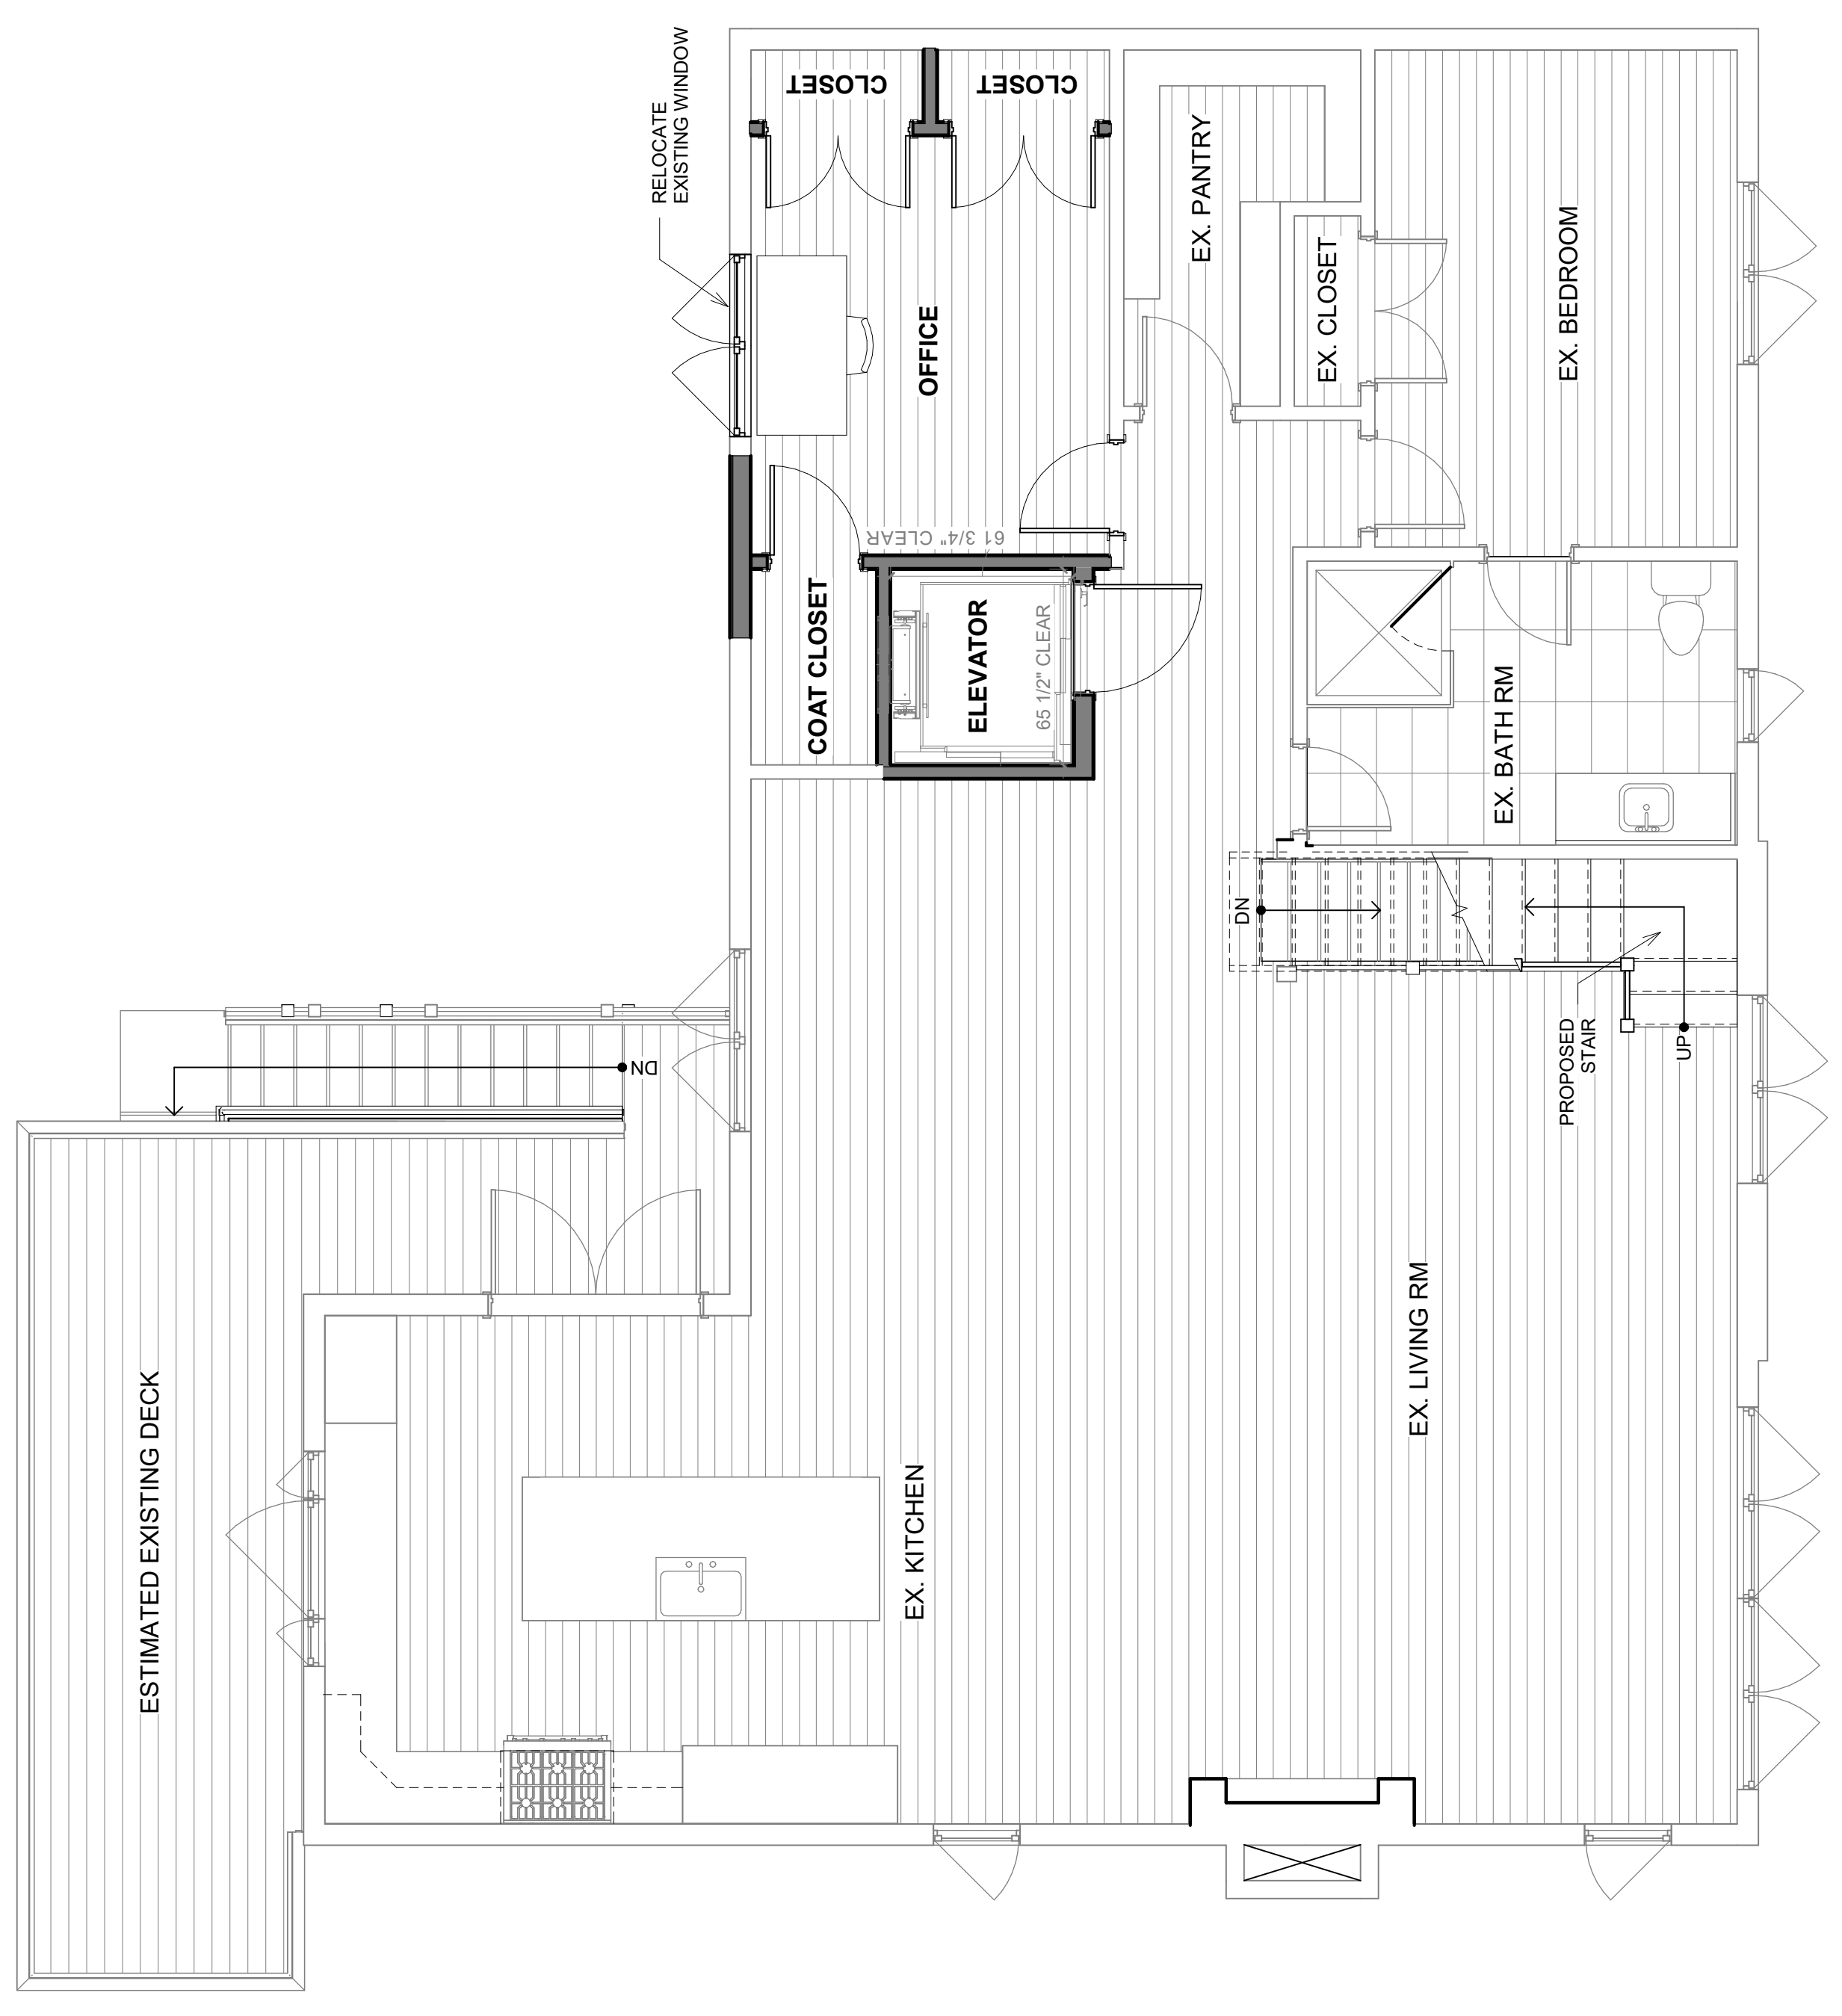 RELOCATE
EXISTING WINDOW
CLOSET
CLOSET
EX. PANTRY
EX. CLOSET
EX. BEDROOM
OFFICE
61 3/4" CLEAR
COAT CLOSET
ELEVATOR
65 1/2" CLEAR
EX. BATH RM
DN
PROPOSED
STAIR
UP
DN
EX. LIVING RM
EX. KITCHEN
ESTIMATED EXISTING DECK